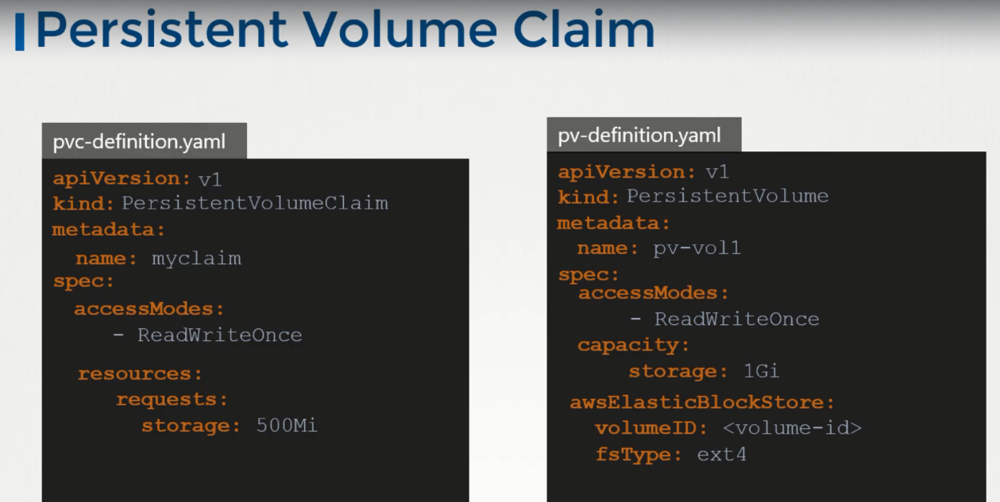 Persistent Volume Claim
pvc-definition.yaml
apiVersion: v1
kind: PersistentVolumeClaim
metadata:
name: myclaim
spec:
accessModes:
- ReadWriteOnce
resources:
requests:
storage: 500Mi
pv-definition.yaml
apiVersion: v1
kind: PersistentVolume
metadata:
name: pv-vol1
spec:
accessModes:
- ReadWriteOnce
capacity:
storage: 1Gi
awsElasticBlockStore:
volumeID: <volume-id>
fsType: ext4